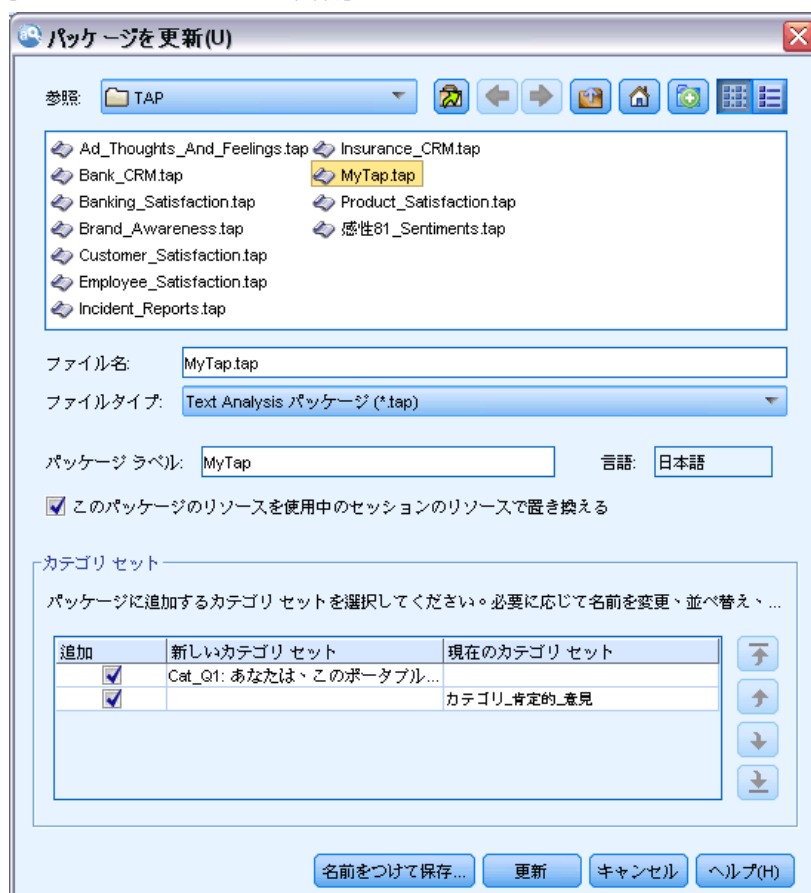 パッケージを更新(U)
参照: TAP
Ad_Thoughts_And_Feelings.tap Insurance_CRM.tap
Bank_CRM.tap MyTap.tap
Banking_Satisfaction.tap Product_Satisfaction.tap
Brand_Awareness.tap 感性81_Sentiments.tap
Customer_Satisfaction.tap
Employee_Satisfaction.tap
Incident_Reports.tap
ファイル名: MyTap.tap
ファイルタイプ: Text Analysis パッケージ (*.tap)
パッケージ ラベル: MyTap 言語: 日本語
このパッケージのリソースを使用中のセッションのリソースで置き換える
カテゴリ セット
パッケージに追加するカテゴリ セットを選択してください。必要に応じて名前を変更、並べ替え、...
追加 新しいカテゴリ セット 現在のカテゴリ セット
Cat_Q1: あなたは、このポータブル...
カテゴリ_肯定的_意見
名前をつけて保存... 更新 キャンセル ヘルプ(H)